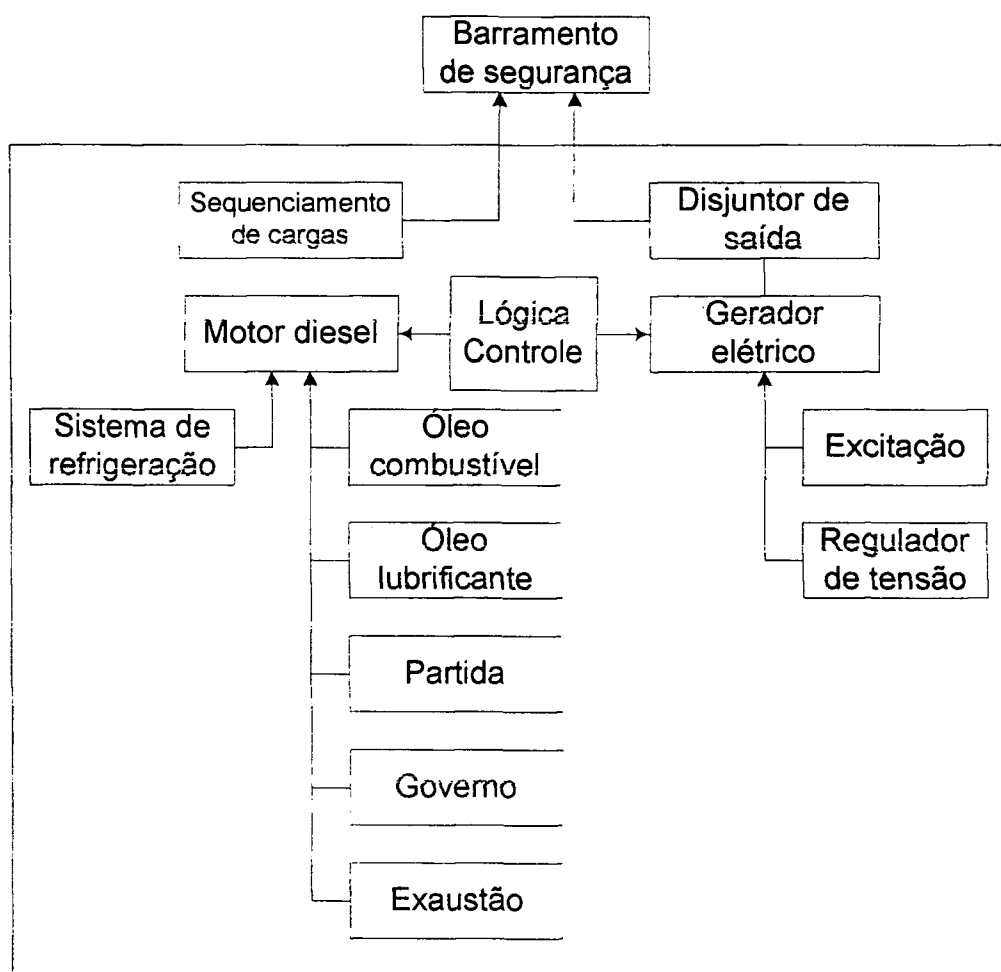 Barramento
de segurança
Sequenciamento
de cargas
Disjuntor de
saída
Motor diesel
Lógica
Controle
Gerador
elétrico
Sistema de
refrigeração
Óleo
combustível
Excitação
Óleo
lubrificante
Regulador
de tensão
Partida
Governo
Exaustão